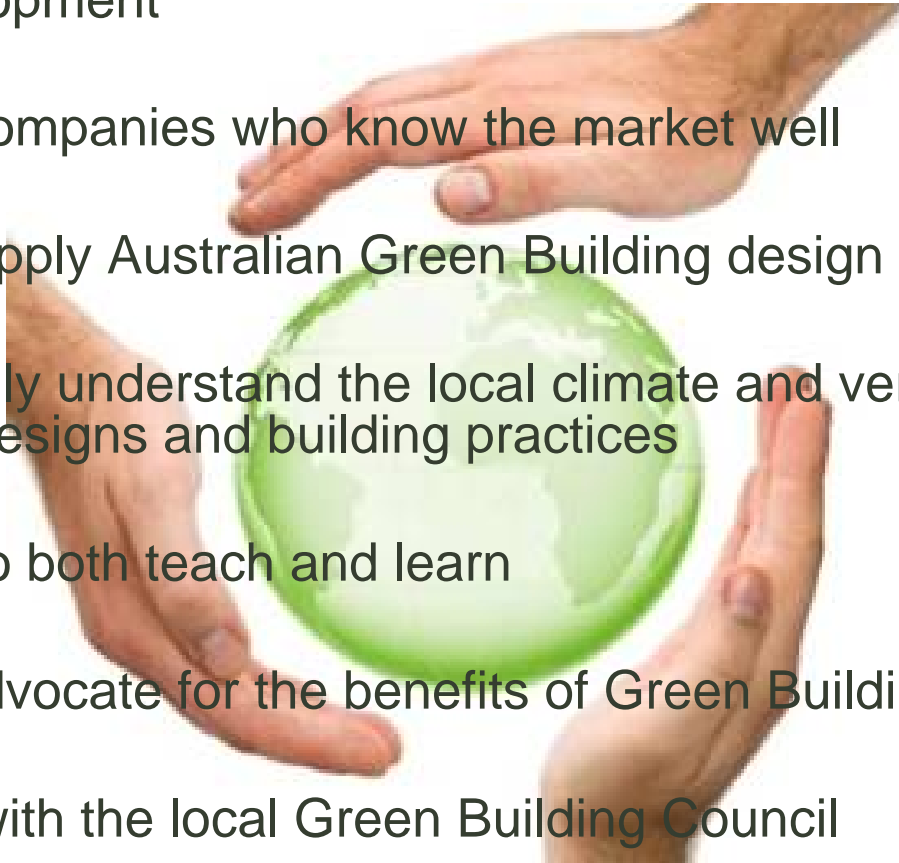 opment
ompanies who know the market well
pply Australian Green Building design
ly understand the local climate and ver
esigns and building practices
o both teach and learn
dvocate for the benefits of Green Buildi
with the local Green Building Council